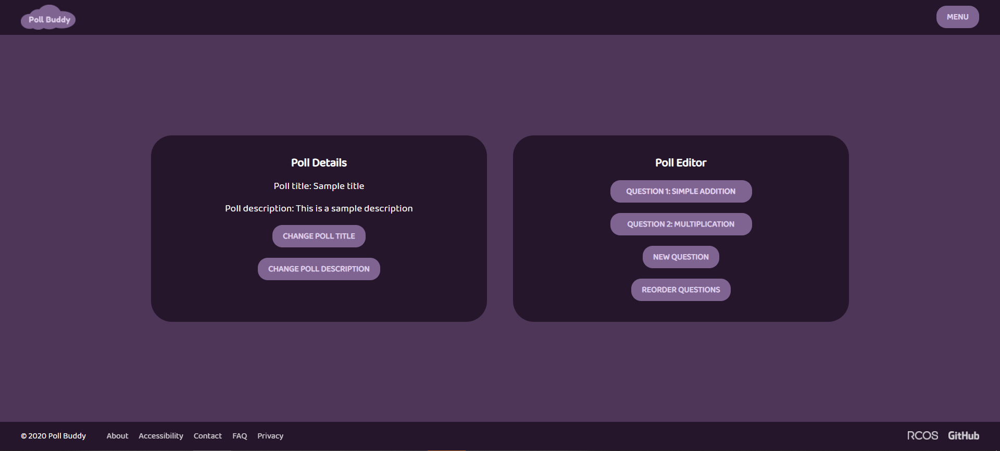 Poll Buddy
MENU
Poll Details
Poll title: Sample title
Poll description: This is a sample description
CHANGE POLL TITLE
CHANGE POLL DESCRIPTION
Poll Editor
QUESTION 1: SIMPLE ADDITION
QUESTION 2: MULTIPLICATION
NEW QUESTION
REORDER QUESTIONS
© 2020 Poll Buddy About Accessibility Contact FAQ Privacy RCOS GitHub